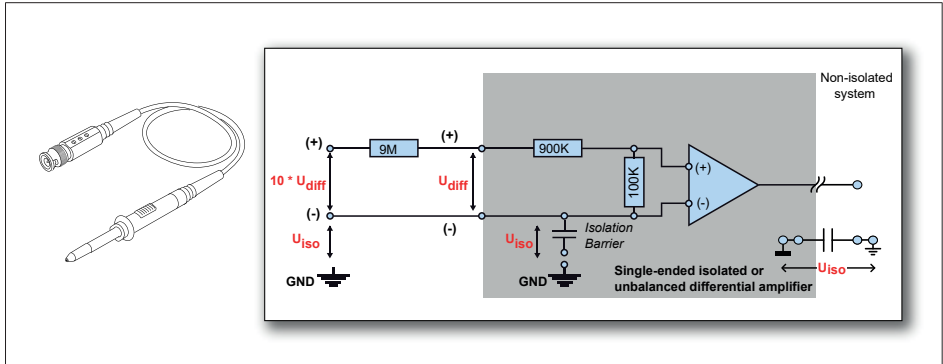 Non-isolated
system
(+)
9M
(+)
900K
100K
(+)
(-)
10 * Udiff
Udiff
(-)
(-)
Uiso
Uiso
Isolation
Barrier
GND
GND
Single-ended isolated or
unbalanced differential amplifier
Uiso